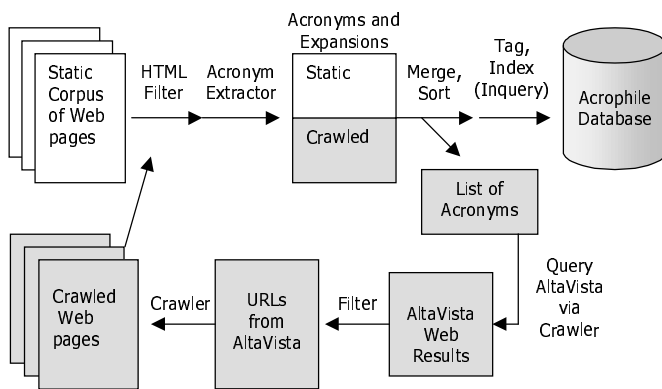 Static
Corpus
of Web
pages
HTML
Filter
Acronym
Extractor
Acronyms and
Expansions
Static
Crawled
Merge,
Sort
Tag,
Index
(Inquery)
Acrophile
Database
List of
Acronyms
Query
AltaVista
via
Crawler
AltaVista
Web
Results
Filter
URLs
from
AltaVista
Crawler
Crawled
Web
pages